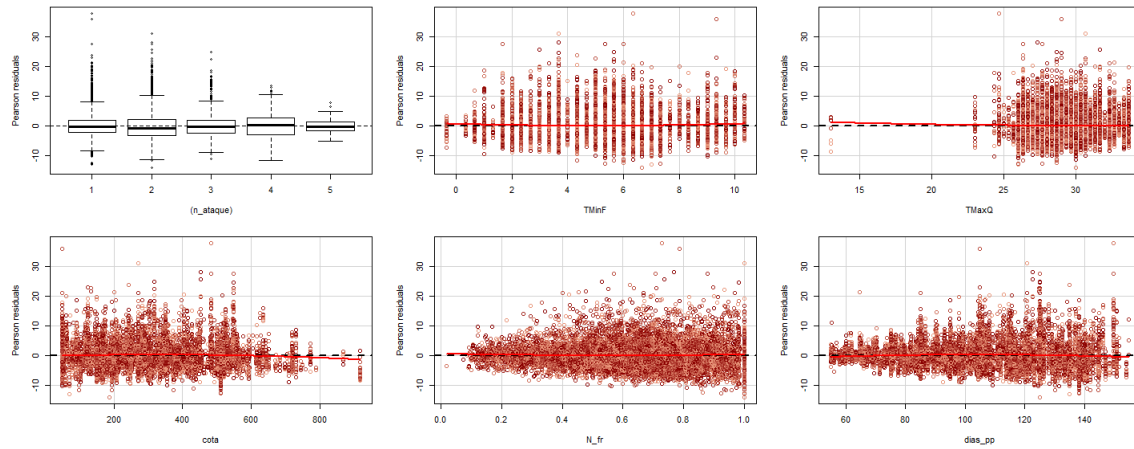 Pearson residuals
-10 0 10 20 30
1 2 3 4 5
(n_ataque)
Pearson residuals
-10 0 10 20 30
0 2 4 6 8 10
TMinF
Pearson residuals
-10 0 10 20 30
15 20 25 30
TMaxQ
Pearson residuals
-10 0 10 20 30
200 400 600 800
cota
Pearson residuals
-10 0 10 20 30
0.0 0.2 0.4 0.6 0.8 1.0
N_fr
Pearson residuals
-10 0 10 20 30
60 80 100 120 140
dias_pp